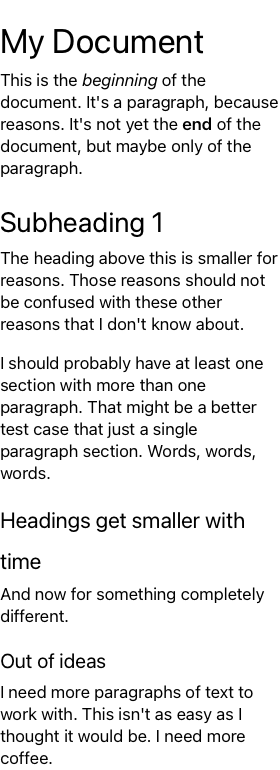 My Document
This is the beginning of the
document. It's a paragraph, because
reasons. It's not yet the end of the
document, but maybe only of the
paragraph.
Subheading 1
The heading above this is smaller for
reasons. Those reasons should not
be confused with these other
reasons that I don't know about.
I should probably have at least one
section with more than one
paragraph. That might be a better
test case that just a single
paragraph section. Words, words,
words.
Headings get smaller with
time
And now for something completely
different.
Out of ideas
I need more paragraphs of text to
work with. This isn't as easy as I
thought it would be. I need more
coffee.